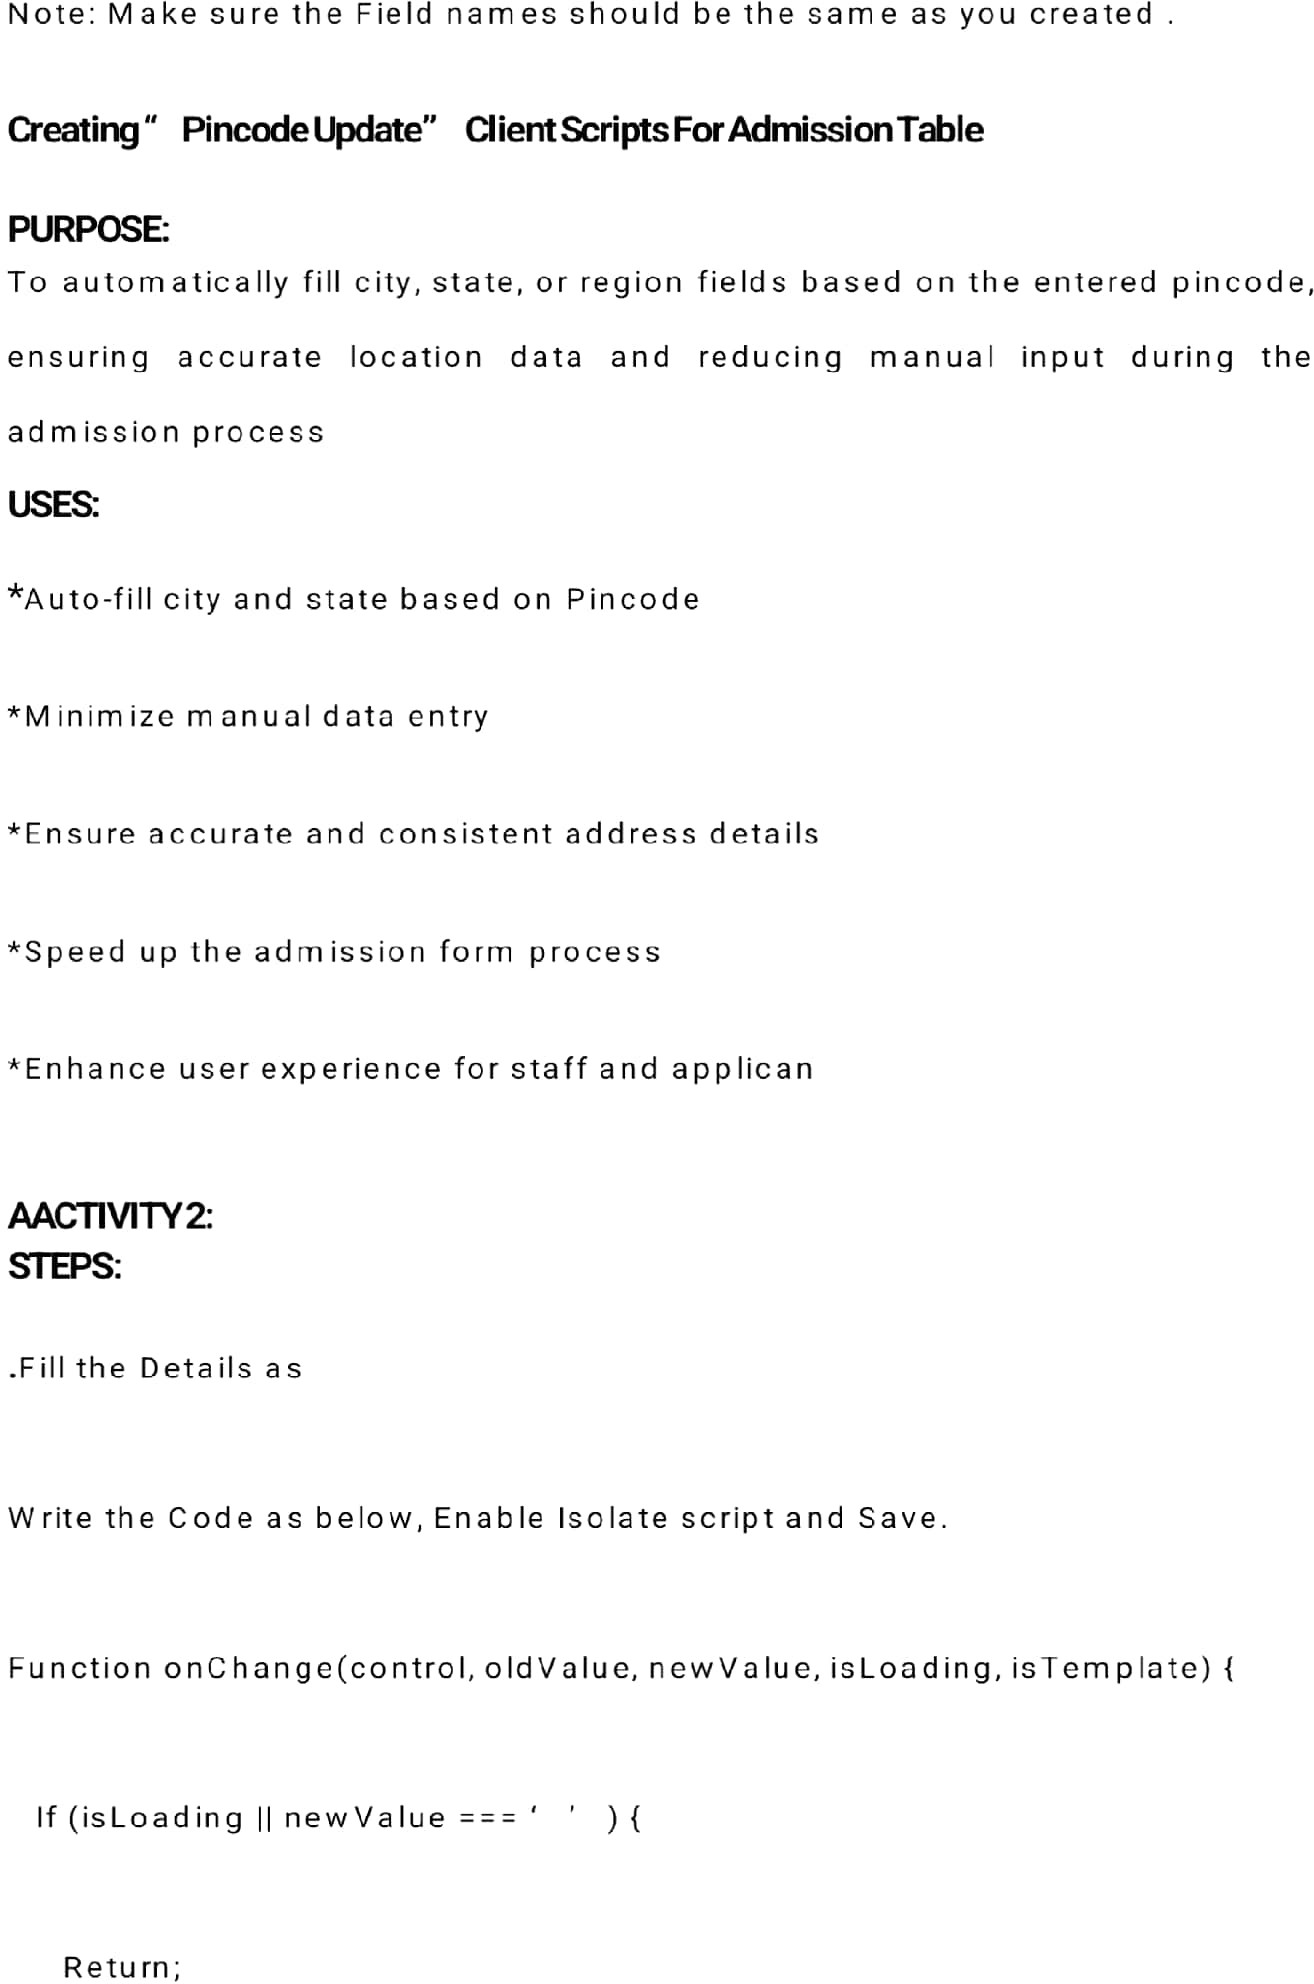 Note: Make sure the Field names should be the same as you created .
Creating “ Pincode Update” Client Scripts For Admission Table
PURPOSE:
To automatically fill city, state, or region fields based on the entered pincode,
ensuring accurate location data and reducing manual input during the
admission process
USES:
*Auto-fill city and state based on Pincode
*Minimize manual data entry
*Ensure accurate and consistent address details
*Speed up the admission form process
*Enhance user experience for staff and applican
AACTIVITY 2:
STEPS:
.Fill the Details as
Write the Code as below, Enable Isolate script and Save.
Function onChange(control, oldValue, newValue, isLoading, isTemplate) {
If (isLoading || newValue === ‘ ’ ) {
Return;